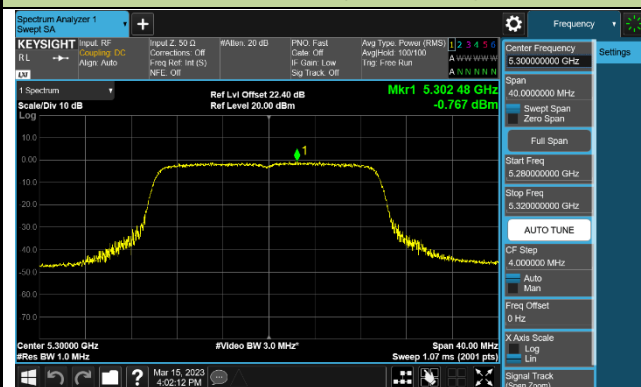 Spectrum Analyzer 1
Swept SA
+
Frequency
KEYSIGHT
Input: RF
Input Z: 50 Ω
#Atten: 20 dB
PNO: Fast
Avg Type: Power (RMS)
1 2 3 4 5 6
RL
Coupling: DC
Corrections: Off
Gate: Off
Avg|Hold: 100/100
A W W W W W
Align: Auto
Freq Ref: Int (S)
IF Gain: Low
Trig: Free Run
NFE: Off
Sig Track: Off
A N N N N N
LXI
Center Frequency
5.300000000 GHz
Settings
Span
40.0000000 MHz
Swept Span
Zero Span
Full Span
Start Freq
5.280000000 GHz
Stop Freq
5.320000000 GHz
AUTO TUNE
CF Step
4.000000 MHz
Auto
Man
Freq Offset
0 Hz
X Axis Scale
Log
Lin
Signal Track
(Span Zoom)
1 Spectrum
Ref Lvl Offset 22.40 dB
Mkr1 5.302 48 GHz
Scale/Div 10 dB
Ref Level 20.00 dBm
-0.767 dBm
Log
10.0
0.00
1
10.0
20.0
30.0
40.0
-50.0
60.0
70.0
Center 5.30000 GHz
#Video BW 3.0 MHz*
Span 40.00 MHz
#Res BW 1.0 MHz
Sweep 1.07 ms (2001 pts)
?
Mar 15, 2023
4:02:12 PM